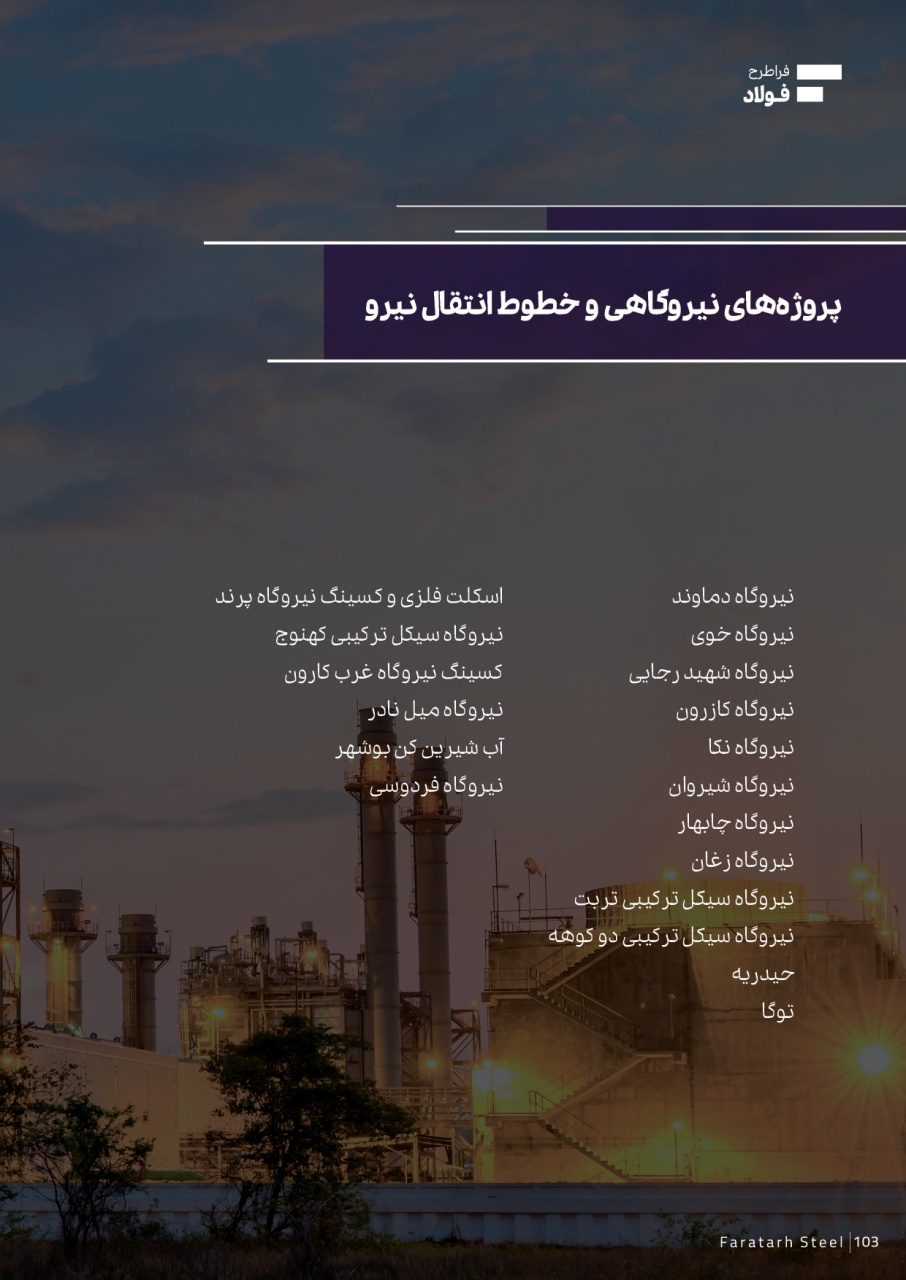 فراطرح
فولاد
پروژه‌های نیروگاهی و خطوط انتقال نیرو
نیروگاه دماوند
نیروگاه خوی
نیروگاه شهید رجایی
نیروگاه کازرون
نیروگاه نکا
نیروگاه شیروان
نیروگاه چابهار
نیروگاه زغان
نیروگاه سیکل ترکیبی تربت
نیروگاه سیکل ترکیبی دو کوهه
حیدریه
توگا
اسکلت فلزی و کسینگ نیروگاه پرند
نیروگاه سیکل ترکیبی کهنوج
کسینگ نیروگاه غرب کارون
نیروگاه میل نادر
آب شیرین کن بوشهر
نیروگاه فردوسی
Faratarh Steel | 103